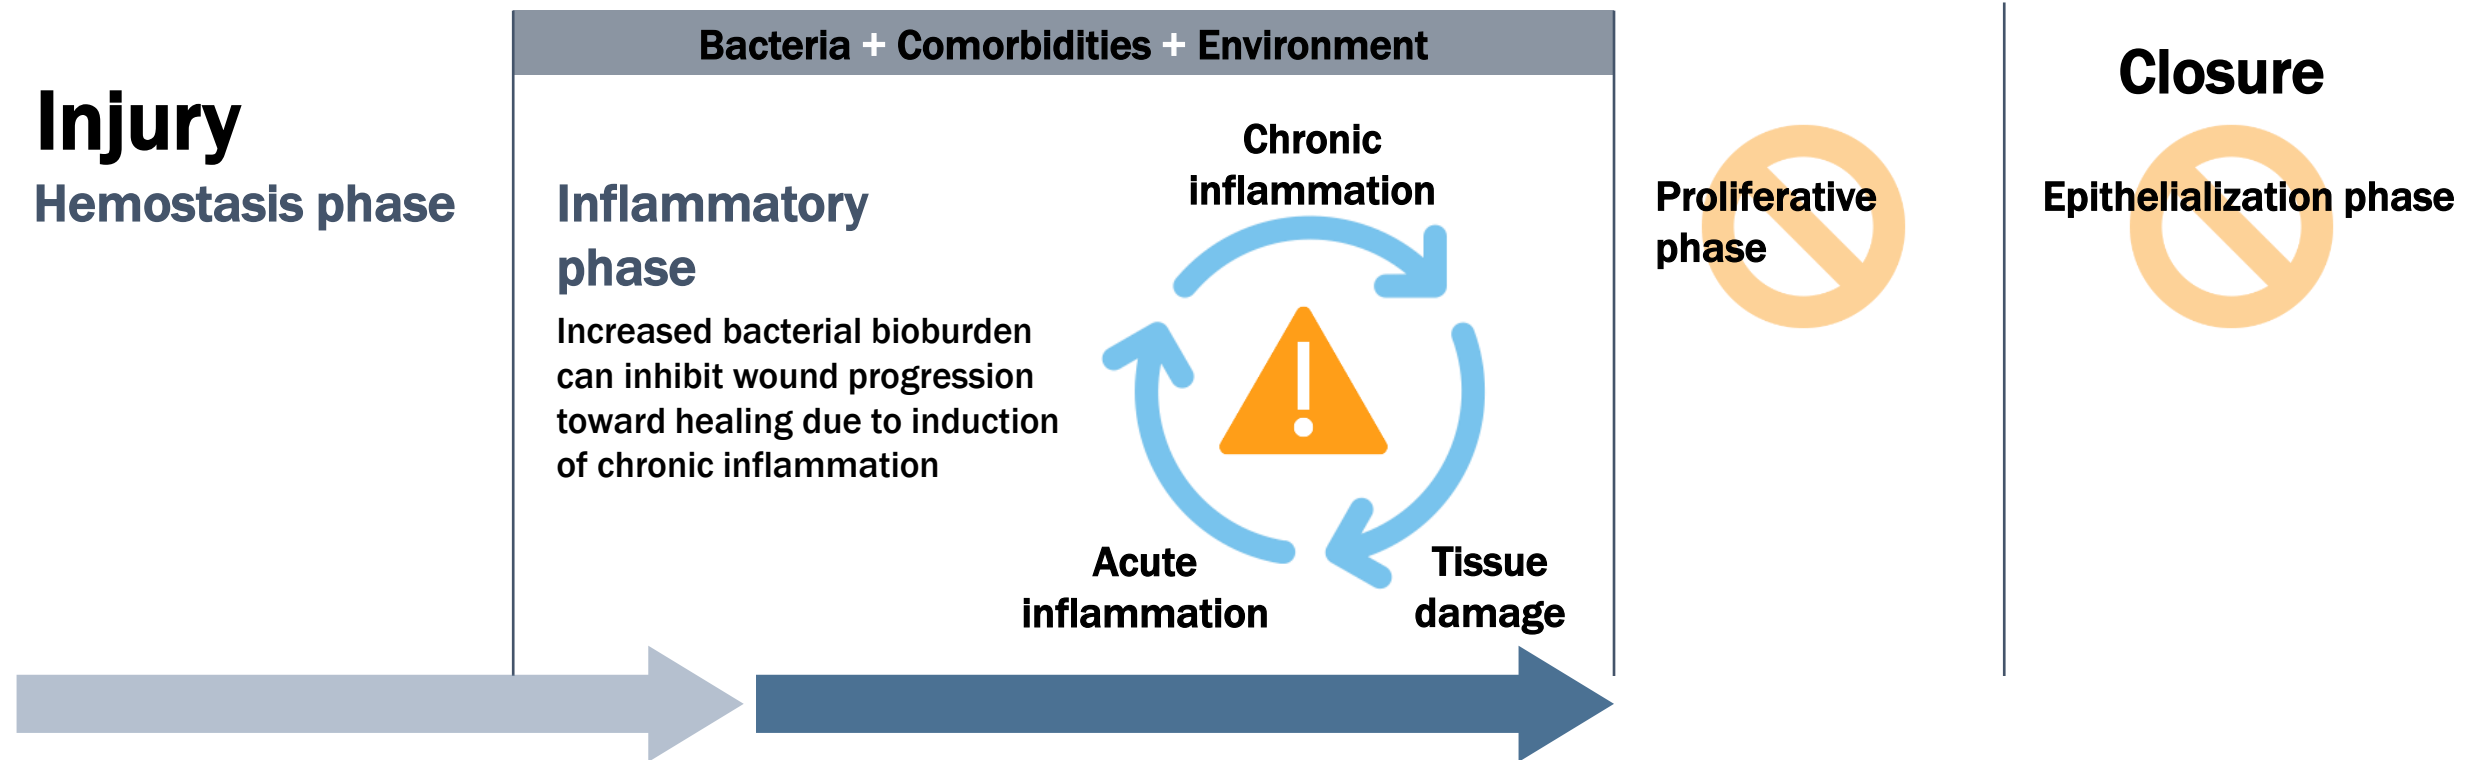 Injury
Hemostasis phase
Bacteria + Comorbidities + Environment
Inflammatory
phase
Increased bacterial bioburden
can inhibit wound progression
toward healing due to induction
of chronic inflammation
Chronic
inflammation
Acute
inflammation
Tissue
damage
Proliferative
phase
Closure
Epithelialization phase